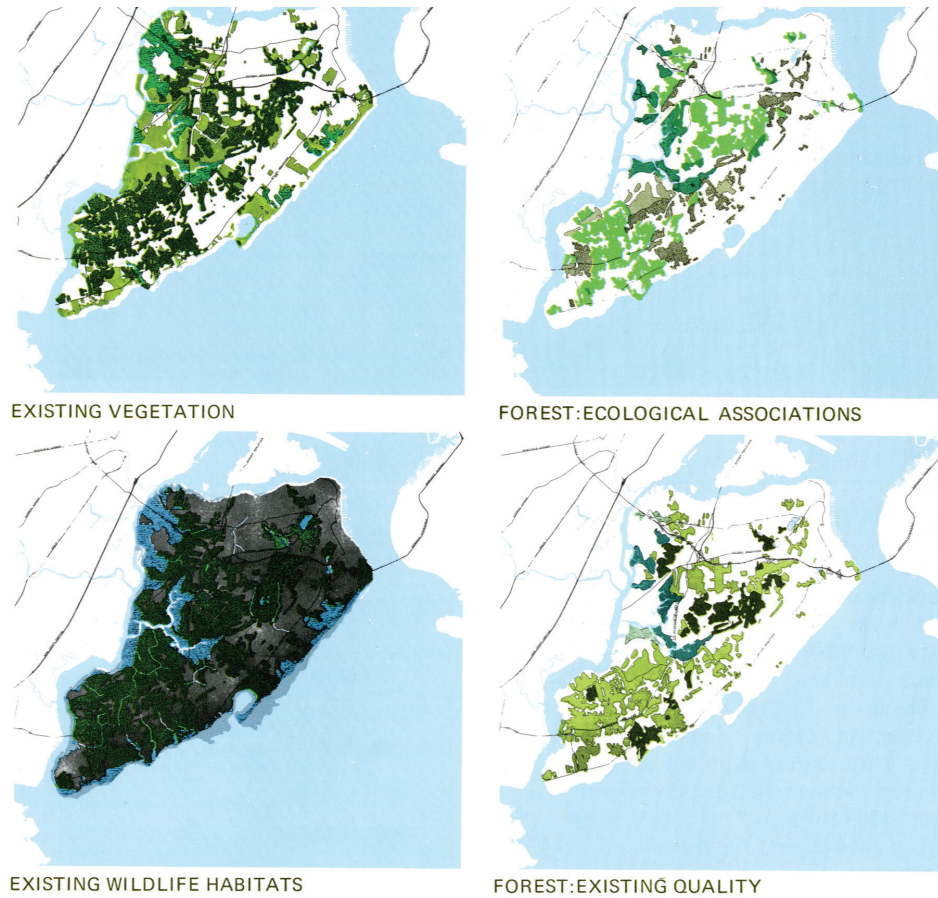 EXISTING VEGETATION
FOREST:ECOLOGICAL ASSOCIATIONS
EXISTING WILDLIFE HABITATS
FOREST:EXISTING QUALITY